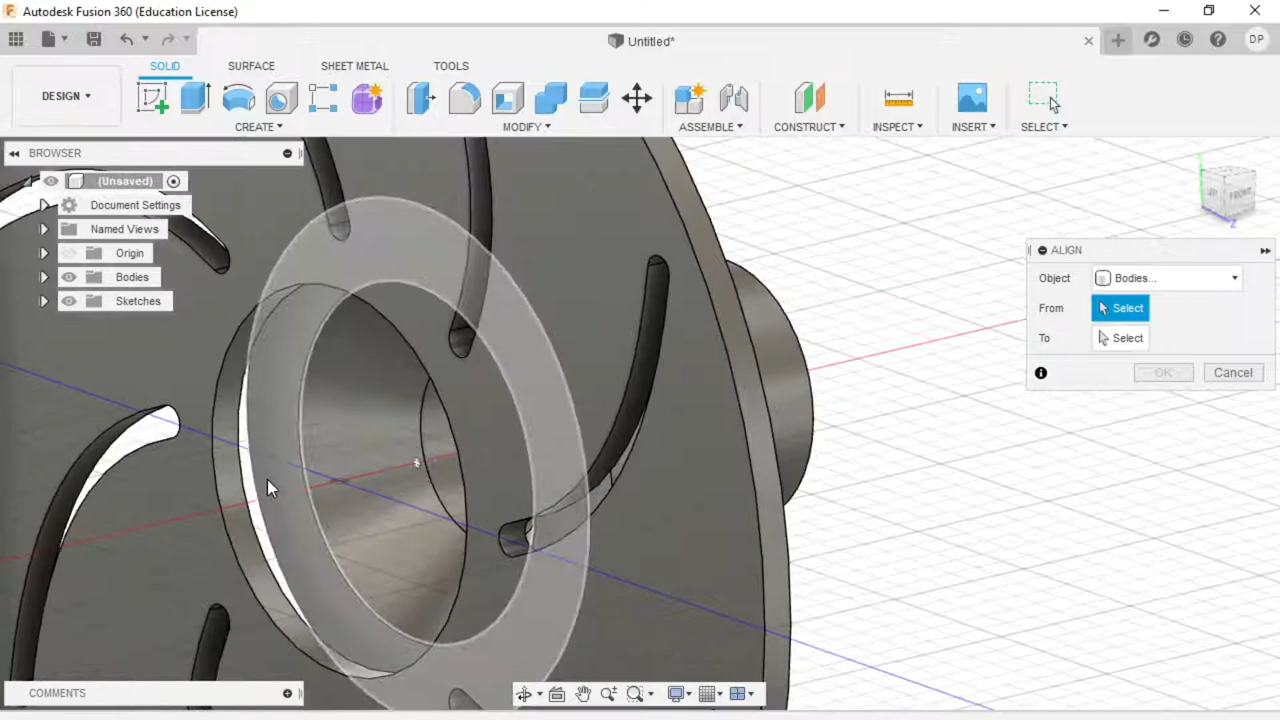 Autodesk Fusion 360 (Education License)
Untitled*
DP
DESIGN
SOLID SURFACE SHEET METAL TOOLS
CREATE MODIFY ASSEMBLE CONSTRUCT INSPECT INSERT SELECT
BROWSER
(Unsaved)
Document Settings
Named Views
Origin
Bodies
Sketches
UP FRONT
Y
Z
ALIGN
Object Bodies...
From Select
To Select
OK Cancel
COMMENTS